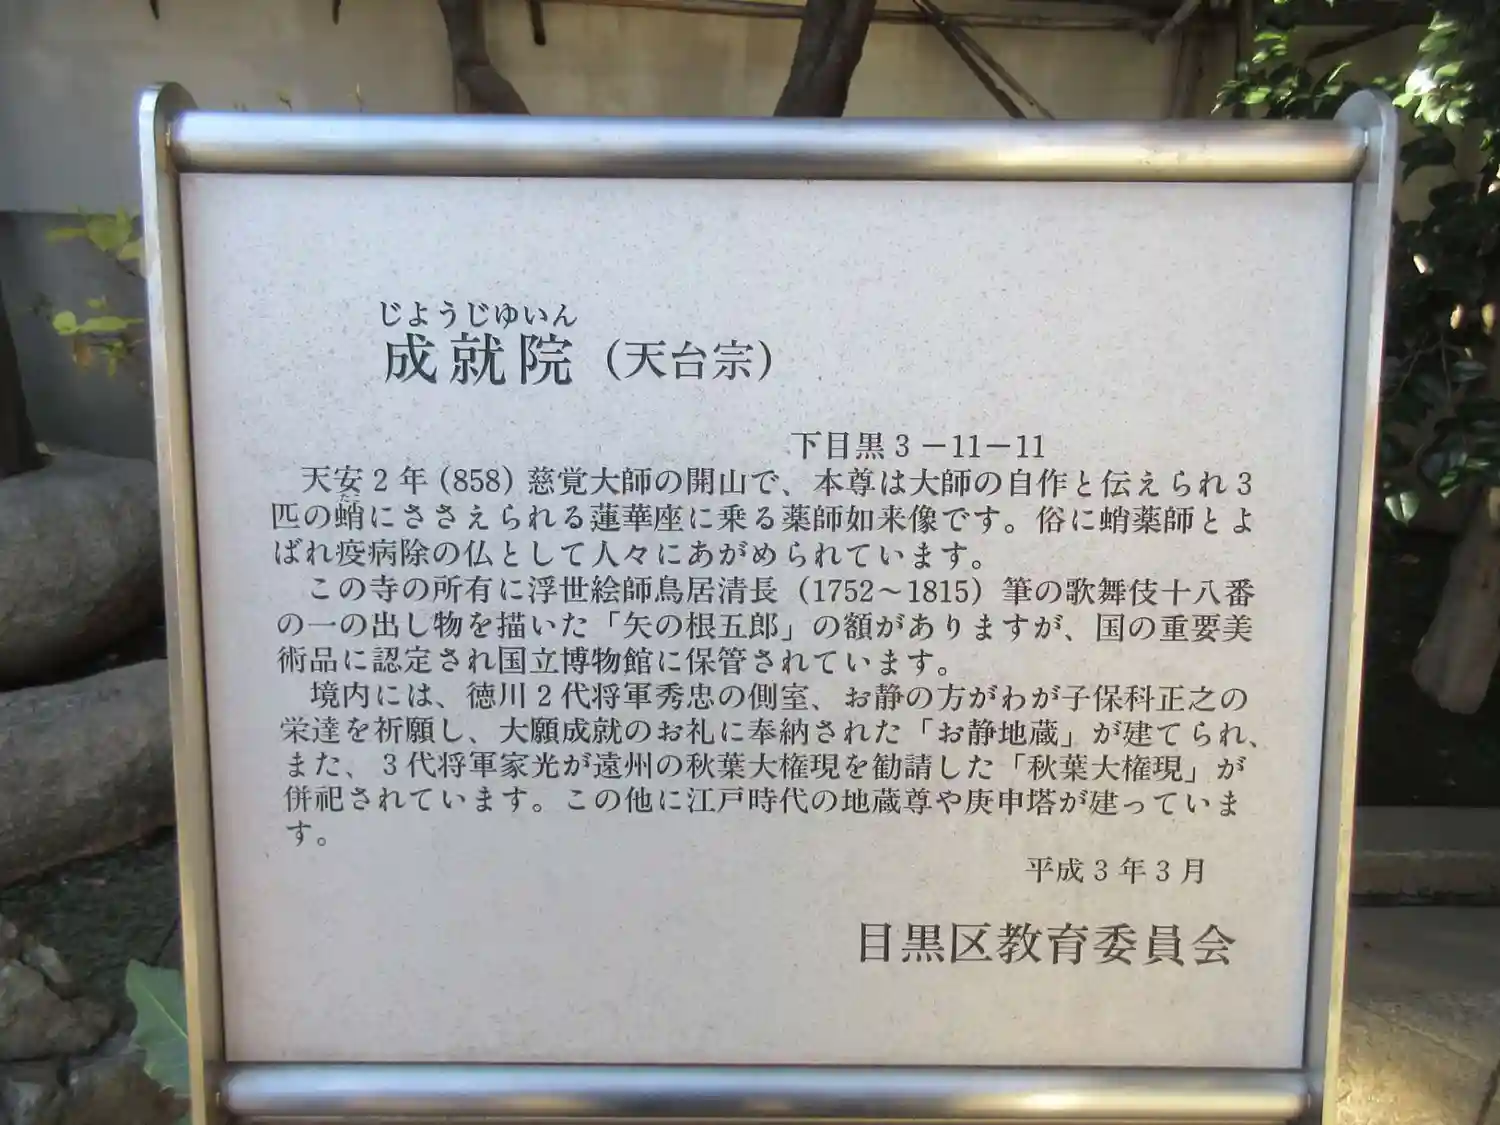 じようじゆいん
成就院（天台宗）
下目黒3－11－11
天安2年(858)慈覚大師の開山で、本尊は大師の自作と伝えられ3
たこ
匹の蛸にささえられる蓮華座に乗る薬師如来像です。俗に蛸薬師とよ
ばれ疫病除の仏として人々にあがめられています。
この寺の所有に浮世絵師鳥居清長（1752～1815）筆の歌舞伎十八番
の一の出し物を描いた「矢の根五郎」の額がありますが、国の重要美
術品に認定され国立博物館に保管されています。
境内には、徳川2代将軍秀忠の側室、お静の方がわが子保科正之の
栄達を祈願し、大願成就のお礼に奉納された「お静地蔵」が建てられ、
また、3代将軍家光が遠州の秋葉大権現を勧請した「秋葉大権現」が
併祀されています。この他に江戸時代の地蔵尊や庚申塔が建っていま
す。
平成3年3月
目黒区教育委員会